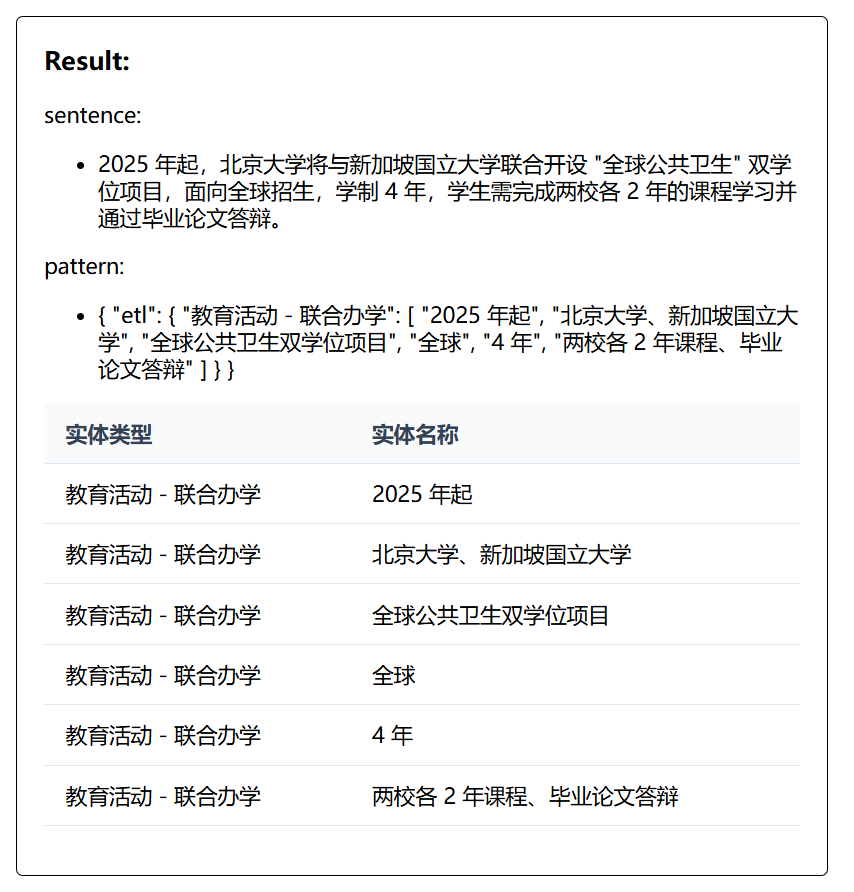 Result:
sentence:
• 2025 年起，北京大学将与新加坡国立大学联合开设 "全球公共卫生" 双学
位项目，面向全球招生，学制 4 年，学生需完成两校各 2 年的课程学习并
通过毕业论文答辩。
pattern:
• { "etl": { "教育活动 - 联合办学": [ "2025 年起", "北京大学、新加坡国立大
学", "全球公共卫生双学位项目", "全球", "4 年", "两校各 2 年课程、毕业
论文答辩" ] } }
实体类型 实体名称
教育活动 - 联合办学 2025 年起
教育活动 - 联合办学 北京大学、新加坡国立大学
教育活动 - 联合办学 全球公共卫生双学位项目
教育活动 - 联合办学 全球
教育活动 - 联合办学 4 年
教育活动 - 联合办学 两校各 2 年课程、毕业论文答辩